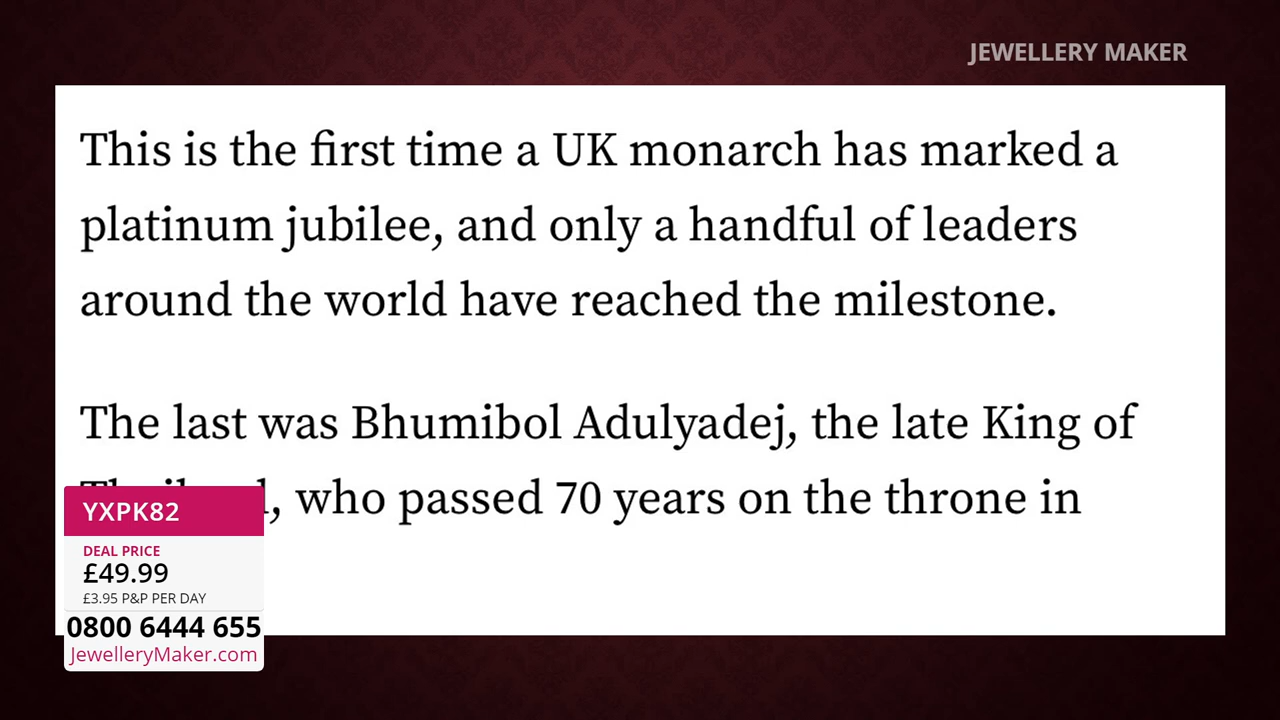 JEWELLERY MAKER
This is the first time a UK monarch has marked a
platinum jubilee, and only a handful of leaders
around the world have reached the milestone.
The last was Bhumibol Adulyadej, the late King of
who passed 70 years on the throne in
YXPK82
DEAL PRICE
£49.99
£3.95 P&P PER DAY
0800 6444 655
JewelleryMaker.com